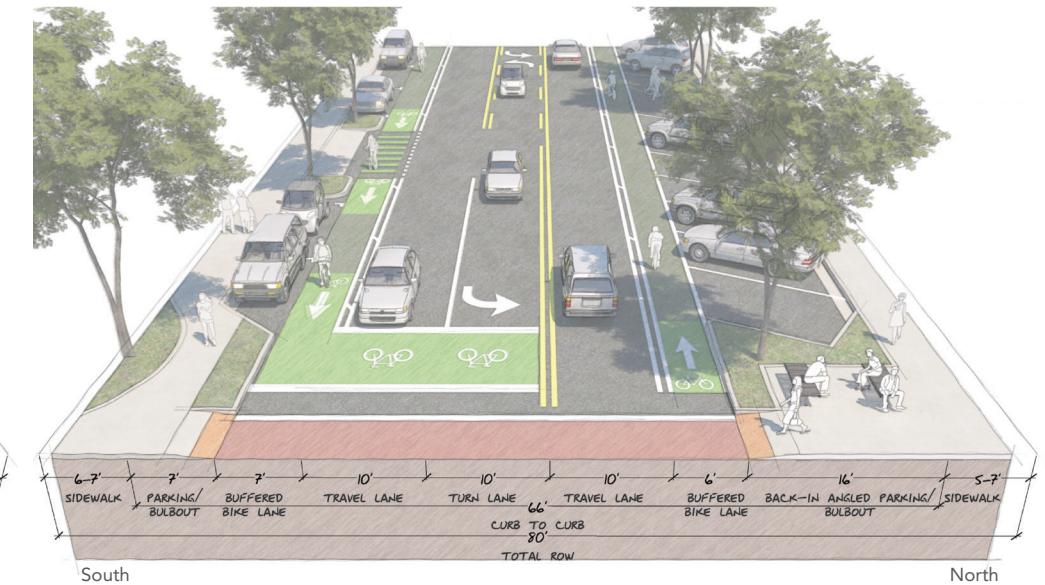 6-7' 7' 7' 10' 10' 10' 6' 16' 5-7'
SIDEWALK PARKING/ BUFFERED TRAVEL LANE TURN LANE TRAVEL LANE BUFFERED BACK-IN ANGLED PARKING/ SIDEWALK
BULBOUT BIKE LANE BIKE LANE BULBOUT
66'
CURB TO CURB
80'
TOTAL ROW
South North